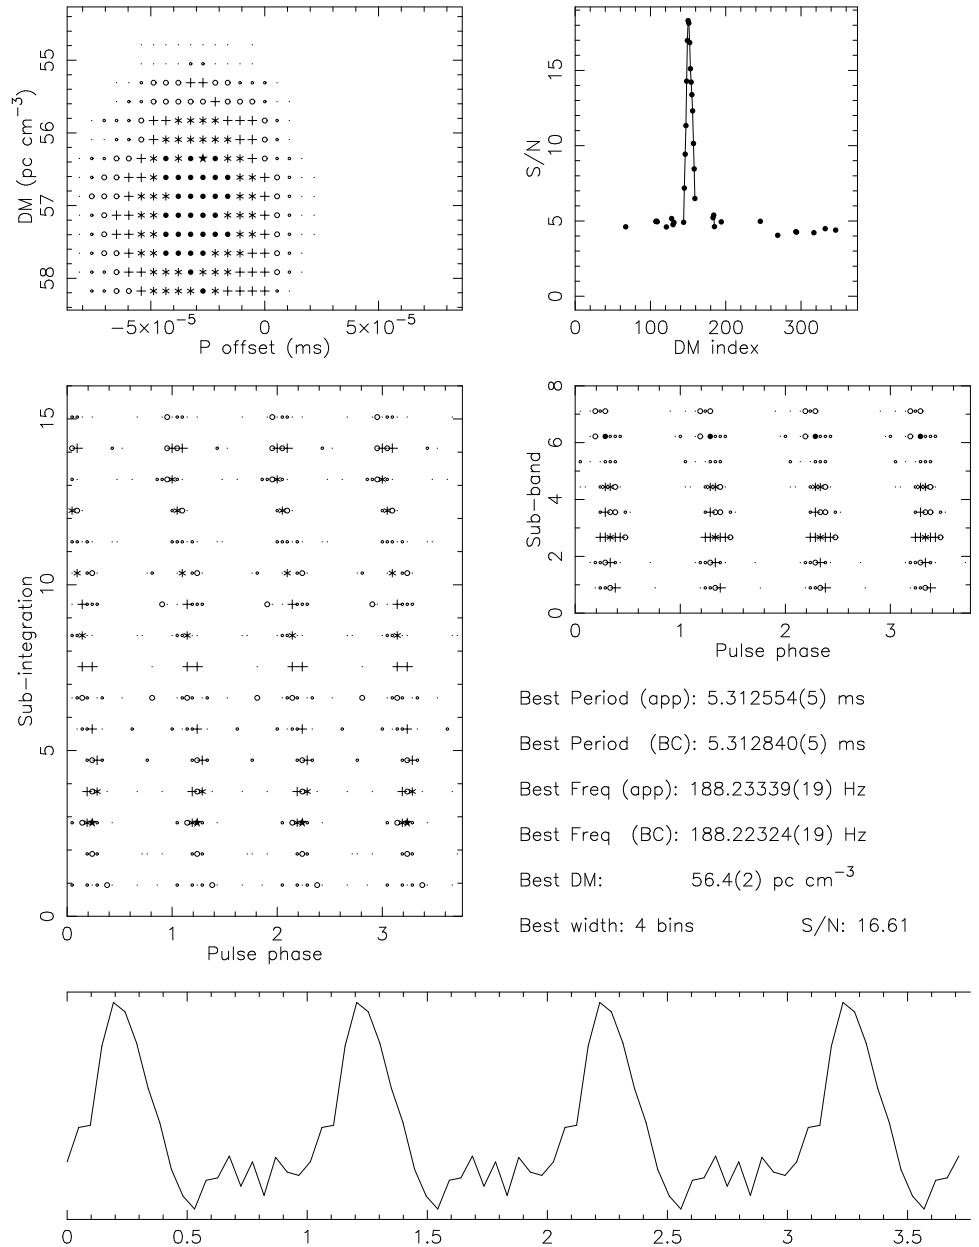 DM (pc cm⁻³)
55
56
57
58
−5×10⁻⁵ 0 5×10⁻⁵
P offset (ms)
S/N
15
10
5
0
0 100 200 300
DM index
Sub-integration
15
10
5
0
0 1 2 3
Pulse phase
Sub-band
8
6
4
2
0
0 1 2 3
Pulse phase
Best Period (app): 5.312554(5) ms
Best Period (BC): 5.312840(5) ms
Best Freq (app): 188.23339(19) Hz
Best Freq (BC): 188.22324(19) Hz
Best DM: 56.4(2) pc cm⁻³
Best width: 4 bins S/N: 16.61
0 0.5 1 1.5 2 2.5 3 3.5